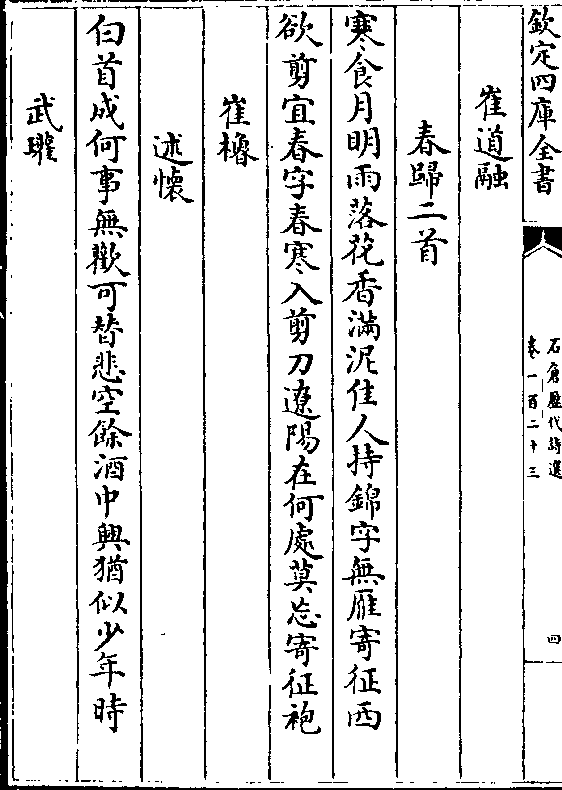 欽定四庫全書
石倉歷代詩選
卷一百二十三
四
崔道融
春歸二首
寒食月明雨落花香滿泥佳人持錦字無雁寄征西
欲剪宜春字春寒入剪刀遼陽在何處莫忘寄征袍
崔櫓
述懷
白首成何事無歡可替悲空餘酒中興猶似少年時
武瓘